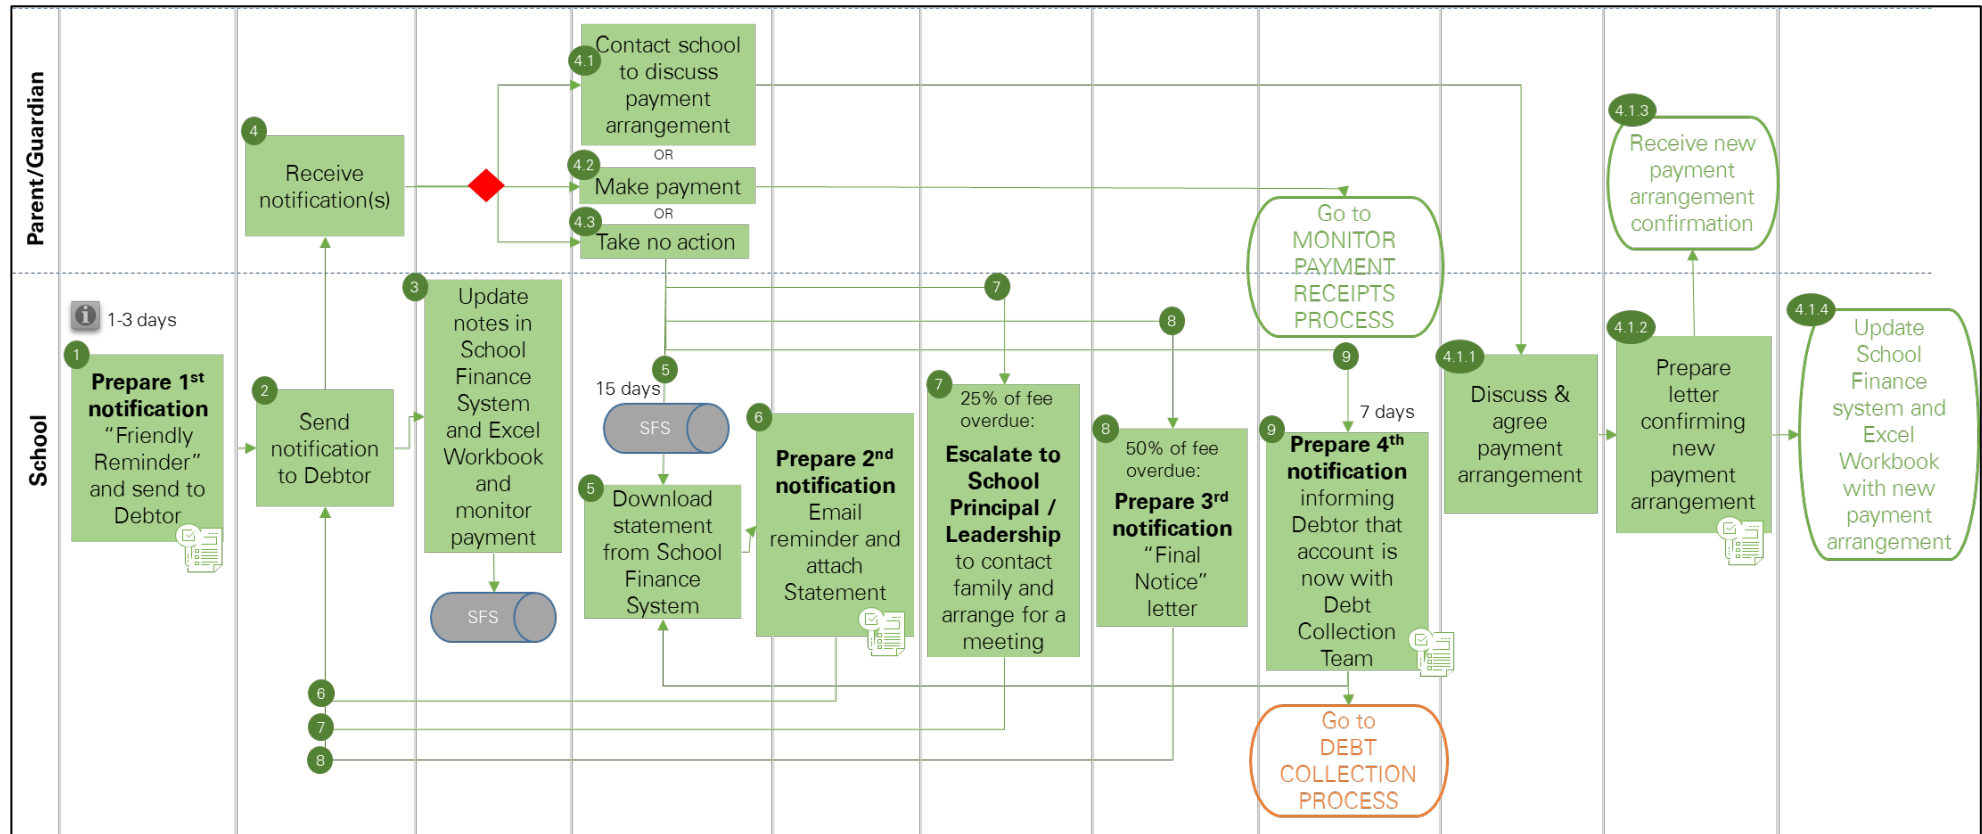 Parent/Guardian
4
Receive
notification(s)
4.1
Contact school
to discuss
payment
arrangement
OR
4.2
Make payment
OR
4.3
Take no action
Go to
MONITOR
PAYMENT
RECEIPTS
PROCESS
4.1.3
Receive new
payment
arrangement
confirmation
School
i
1-3 days
1
Prepare 1st
notification
“Friendly
Reminder”
and send to
Debtor
2
Send
notification
to Debtor
3
Update
notes in
School
Finance
System
and Excel
Workbook
and
monitor
payment
SFS
5
15 days
SFS
5
Download
statement
from School
Finance
System
6
Prepare 2nd
notification
Email
reminder and
attach
Statement
7
7
25% of fee
overdue:
Escalate to
School
Principal /
Leadership
to contact
family and
arrange for a
meeting
8
8
50% of fee
overdue:
Prepare 3rd
notification
“Final
Notice”
letter
9
7 days
9
Prepare 4th
notification
informing
Debtor that
account is
now with
Debt
Collection
Team
4.1.1
Discuss &
agree
payment
arrangement
4.1.2
Prepare
letter
confirming
new
payment
arrangement
4.1.4
Update
School
Finance
system and
Excel
Workbook
with new
payment
arrangement
6
7
8
Go to
DEBT
COLLECTION
PROCESS